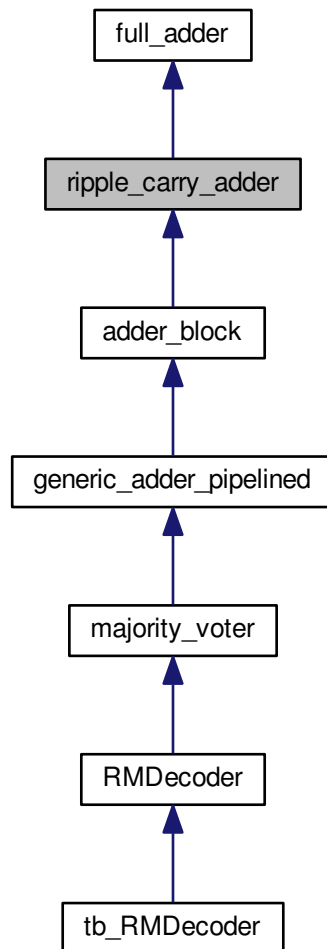 full_adder
ripple_carry_adder
adder_block
generic_adder_pipelined
majority_voter
RMDecoder
tb_RMDecoder